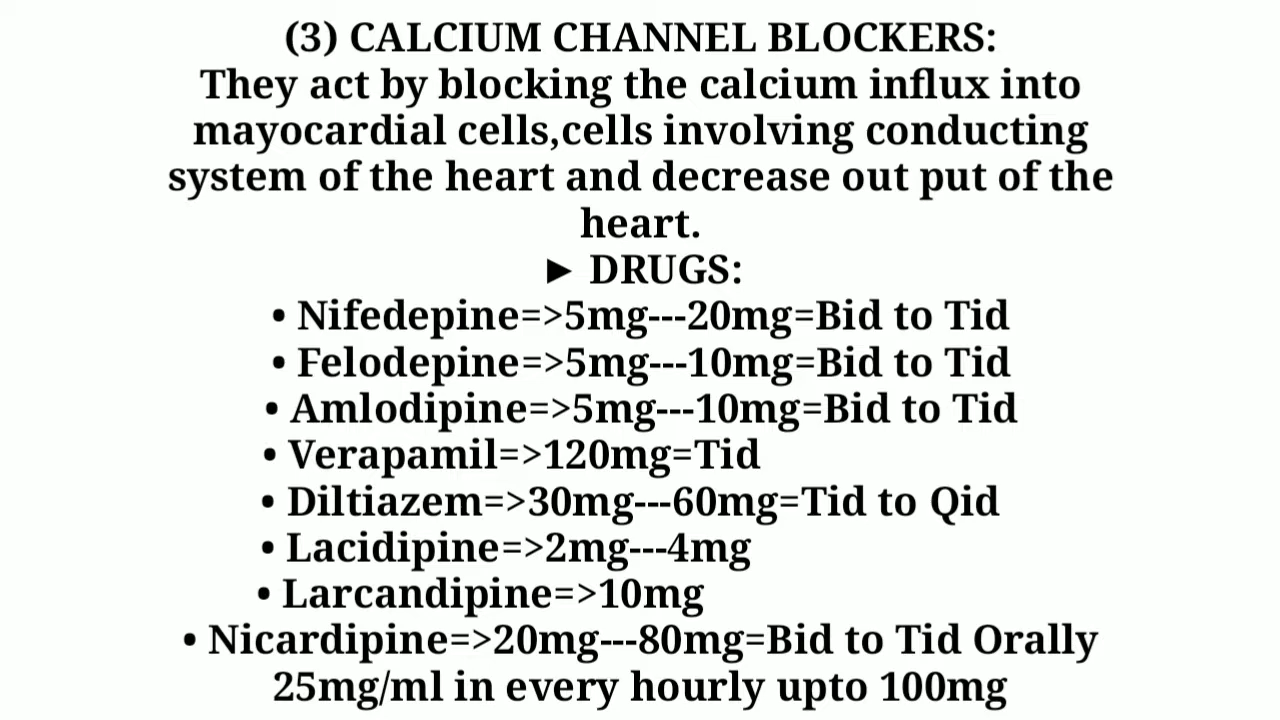 (3) CALCIUM CHANNEL BLOCKERS:
They act by blocking the calcium influx into
mayocardial cells,cells involving conducting
system of the heart and decrease out put of the
heart.
► DRUGS:
• Nifedepine=>5mg---20mg=Bid to Tid
• Felodepine=>5mg---10mg=Bid to Tid
• Amlodipine=>5mg---10mg=Bid to Tid
• Verapamil=>120mg=Tid
• Diltiazem=>30mg---60mg=Tid to Qid
• Lacidipine=>2mg---4mg
• Larcandipine=>10mg
• Nicardipine=>20mg---80mg=Bid to Tid Orally
25mg/ml in every hourly upto 100mg